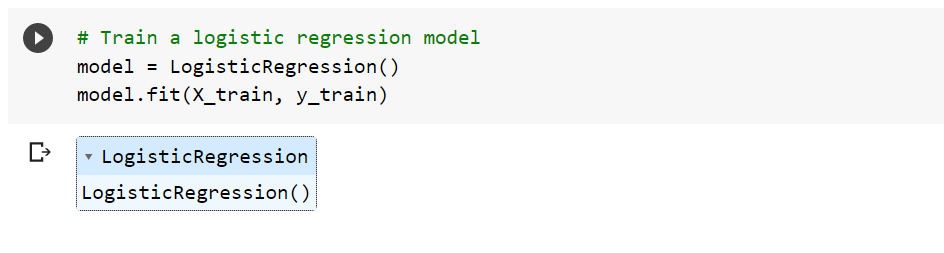 # Train a logistic regression model
model = LogisticRegression()
model.fit(X_train, y_train)
LogisticRegression
LogisticRegression()